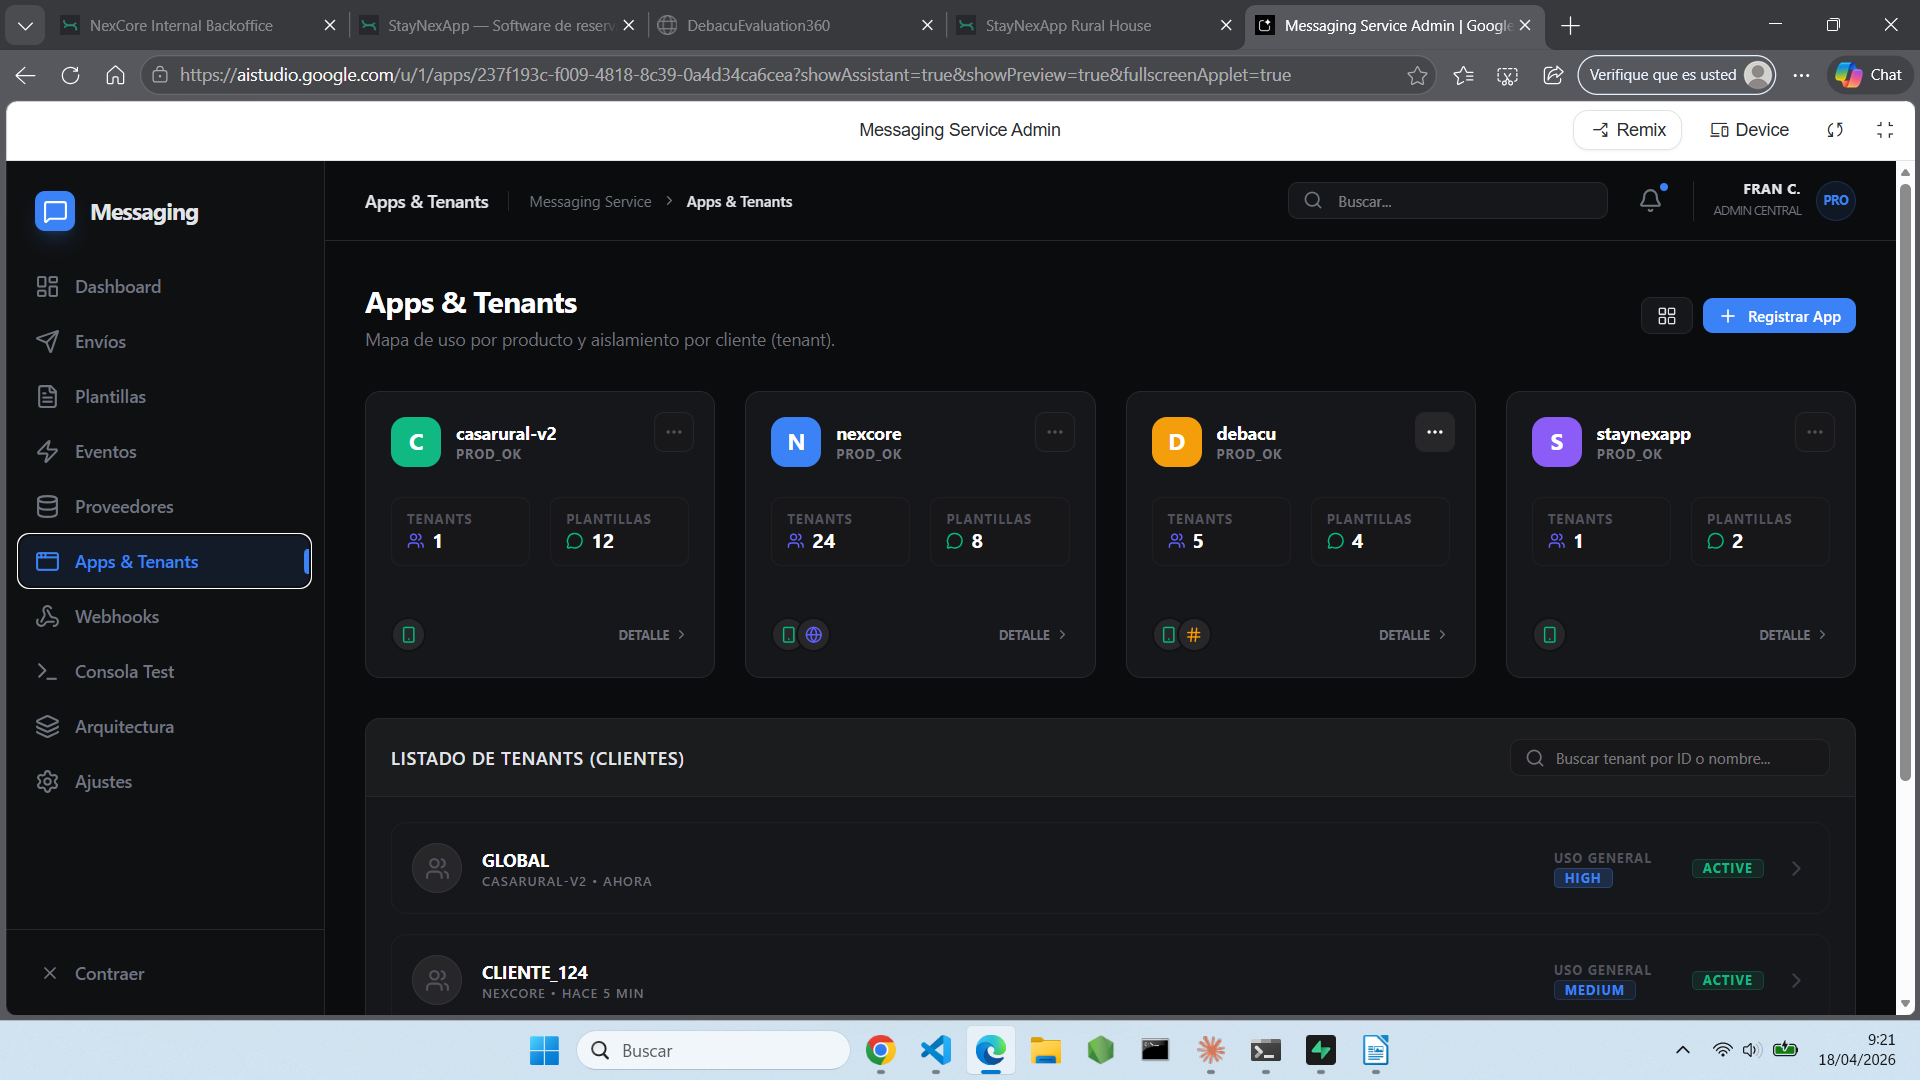 NexCore Internal Backoffice
StayNexApp — Software de reser
DebacuEvaluation360
StayNexApp Rural House
Messaging Service Admin | Google
https://aistudio.google.com/u/1/apps/237f193c-f009-4818-8c39-0a4d34ca6cea?showAssistant=true&showPreview=true&fullscreenApplet=true
Verifique que es usted
Chat
Messaging Service Admin
Remix
Device
Messaging
Dashboard
Envíos
Plantillas
Eventos
Proveedores
Apps & Tenants
Webhooks
Consola Test
Arquitectura
Ajustes
Contraer
Apps & Tenants
Messaging Service > Apps & Tenants
Buscar...
FRAN C.
ADMIN CENTRAL
PRO
Apps & Tenants
Mapa de uso por producto y aislamiento por cliente (tenant).
+ Registrar App
C
casarural-v2
PROD_OK
TENANTS
1
PLANTILLAS
12
DETALLE >
N
nexcore
PROD_OK
TENANTS
24
PLANTILLAS
8
DETALLE >
D
debacu
PROD_OK
TENANTS
5
PLANTILLAS
4
#
DETALLE >
S
staynexapp
PROD_OK
TENANTS
1
PLANTILLAS
2
DETALLE >
LISTADO DE TENANTS (CLIENTES)
Buscar tenant por ID o nombre...
GLOBAL
CASARURAL-V2 • AHORA
USO GENERAL
HIGH
ACTIVE
CLIENTE_124
NEXCORE • HACE 5 MIN
USO GENERAL
MEDIUM
ACTIVE
Buscar
9:21
18/04/2026